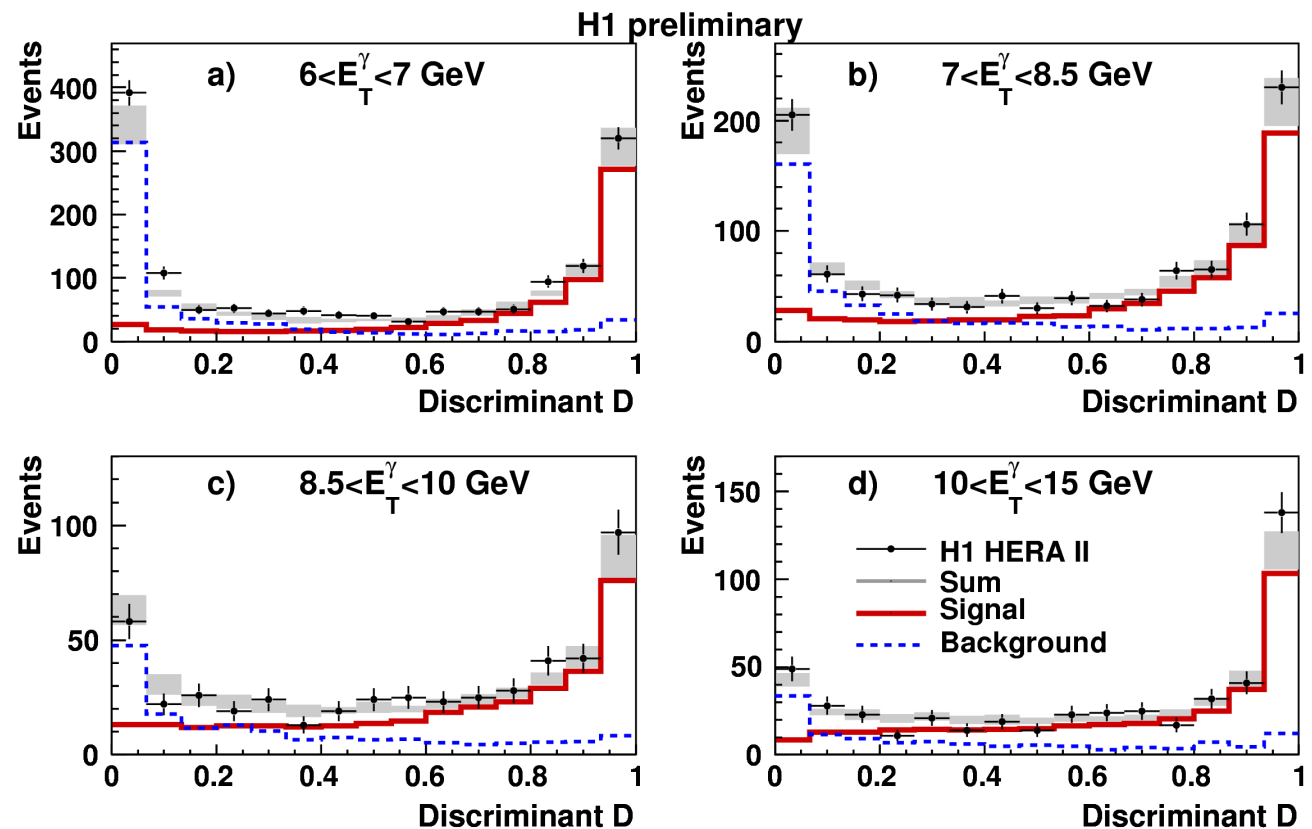 H1 preliminary
a) 6<E_T^γ<7 GeV
Events
400
300
200
100
0
0 0.2 0.4 0.6 0.8 1
Discriminant D
b) 7<E_T^γ<8.5 GeV
Events
200
100
0
0 0.2 0.4 0.6 0.8 1
Discriminant D
c) 8.5<E_T^γ<10 GeV
Events
100
50
0
0 0.2 0.4 0.6 0.8 1
Discriminant D
d) 10<E_T^γ<15 GeV
Events
150
100
50
0
H1 HERA II
Sum
Signal
Background
0 0.2 0.4 0.6 0.8 1
Discriminant D